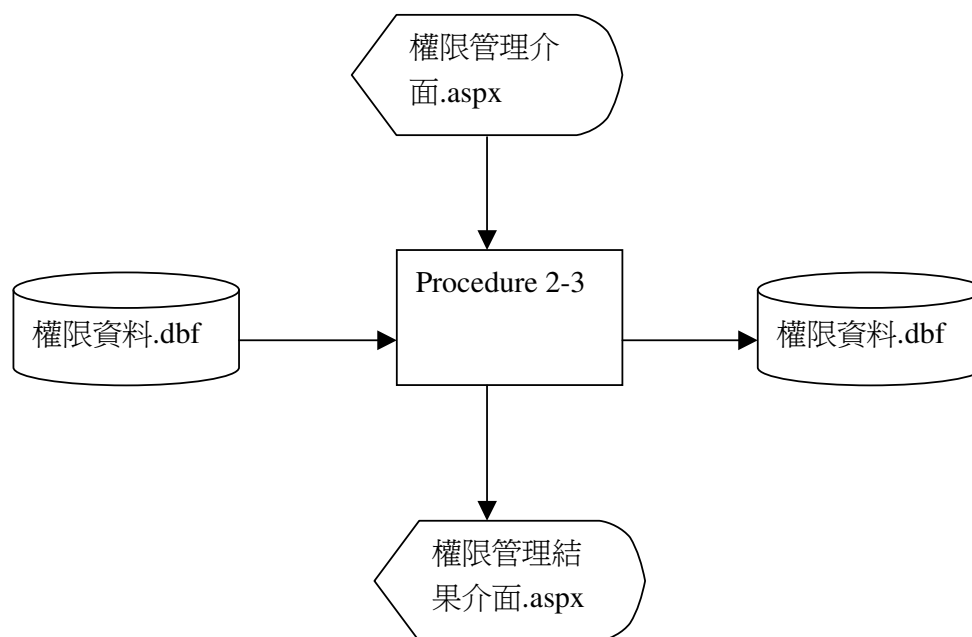 權限管理介
面.aspx
Procedure 2-3
權限資料.dbf
權限資料.dbf
權限管理結
果介面.aspx